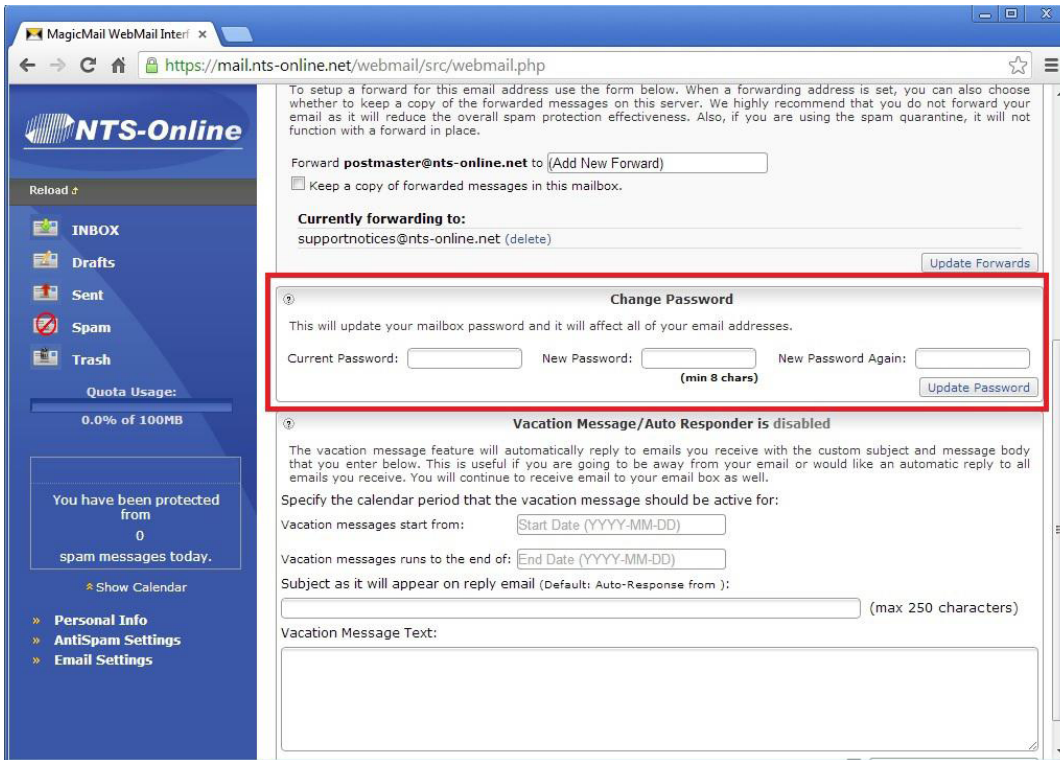 MagicMail WebMail Interf
https://mail.nts-online.net/webmail/src/webmail.php
NTS-Online
Reload
INBOX
Drafts
Sent
Spam
Trash
Quota Usage:
0.0% of 100MB
You have been protected
from
0
spam messages today.
Show Calendar
» Personal Info
» AntiSpam Settings
» Email Settings
To setup a forward for this email address use the form below. When a forwarding address is set, you can also choose
whether to keep a copy of the forwarded messages on this server. We highly recommend that you do not forward your
email as it will reduce the overall spam protection effectiveness. Also, if you are using the spam quarantine, it will not
function with a forward in place.
Forward postmaster@nts-online.net to (Add New Forward)
Keep a copy of forwarded messages in this mailbox.
Currently forwarding to:
supportnotices@nts-online.net (delete)
Update Forwards
? Change Password
This will update your mailbox password and it will affect all of your email addresses.
Current Password: New Password: New Password Again:
(min 8 chars)
Update Password
? Vacation Message/Auto Responder is disabled
The vacation message feature will automatically reply to emails you receive with the custom subject and message body
that you enter below. This is useful if you are going to be away from your email or would like an automatic reply to all
emails you receive. You will continue to receive email to your email box as well.
Specify the calendar period that the vacation message should be active for:
Vacation messages start from: Start Date (YYYY-MM-DD)
Vacation messages runs to the end of: End Date (YYYY-MM-DD)
Subject as it will appear on reply email (Default: Auto-Response from ):
(max 250 characters)
Vacation Message Text: